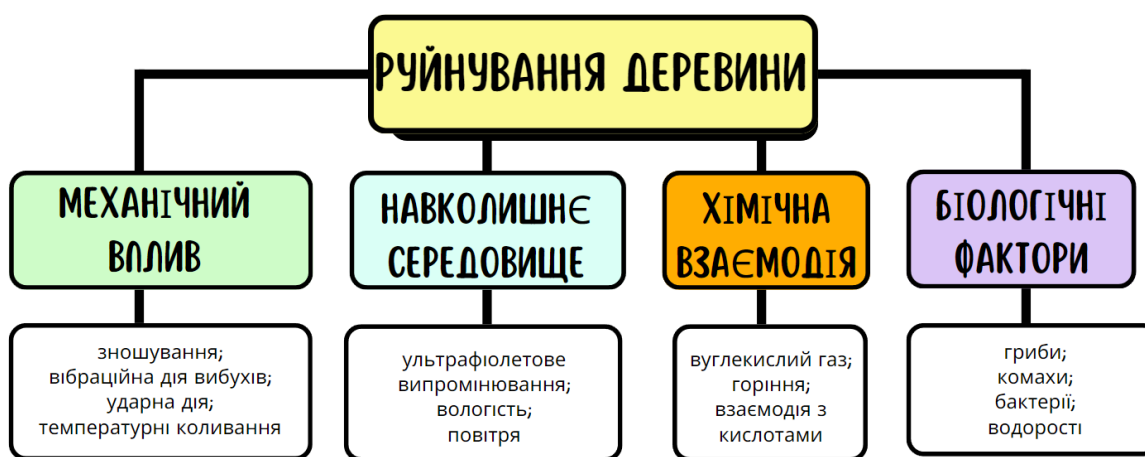 РУЙНУВАННЯ ДЕРЕВИНИ
МЕХАНІЧНИЙ
ВПЛИВ
зношування;
вібраційна дія вибухів;
ударна дія;
температурні коливання
НАВКОЛИШНЄ
СЕРЕДОВИЩЕ
ультрафіолетове
випромінювання;
вологість;
повітря
ХІМІЧНА
ВЗАЄМОДІЯ
вуглекислий газ;
горіння;
взаємодія з
кислотами
БІОЛОГІЧНІ
ФАКТОРИ
гриби;
комахи;
бактерії;
водорості